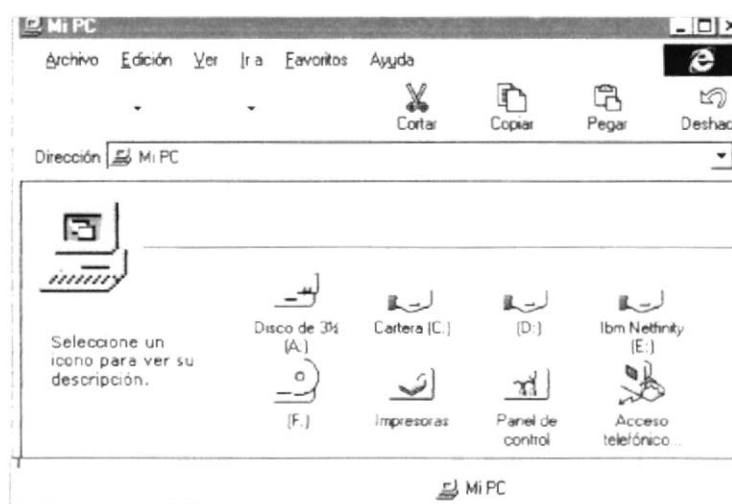 Mi PC
Archivo Edición Ver Ir a Favoritos Ayuda
Cortar Copiar Pegar Deshac
Dirección Mi PC
Seleccione un
icono para ver su
descripción.
Disco de 3½
(A:)
Cartera (C:)
(D:)
Ibm Netfinity
(E:)
(F:)
Impresoras
Panel de
control
Acceso
telefónico...
Mi PC